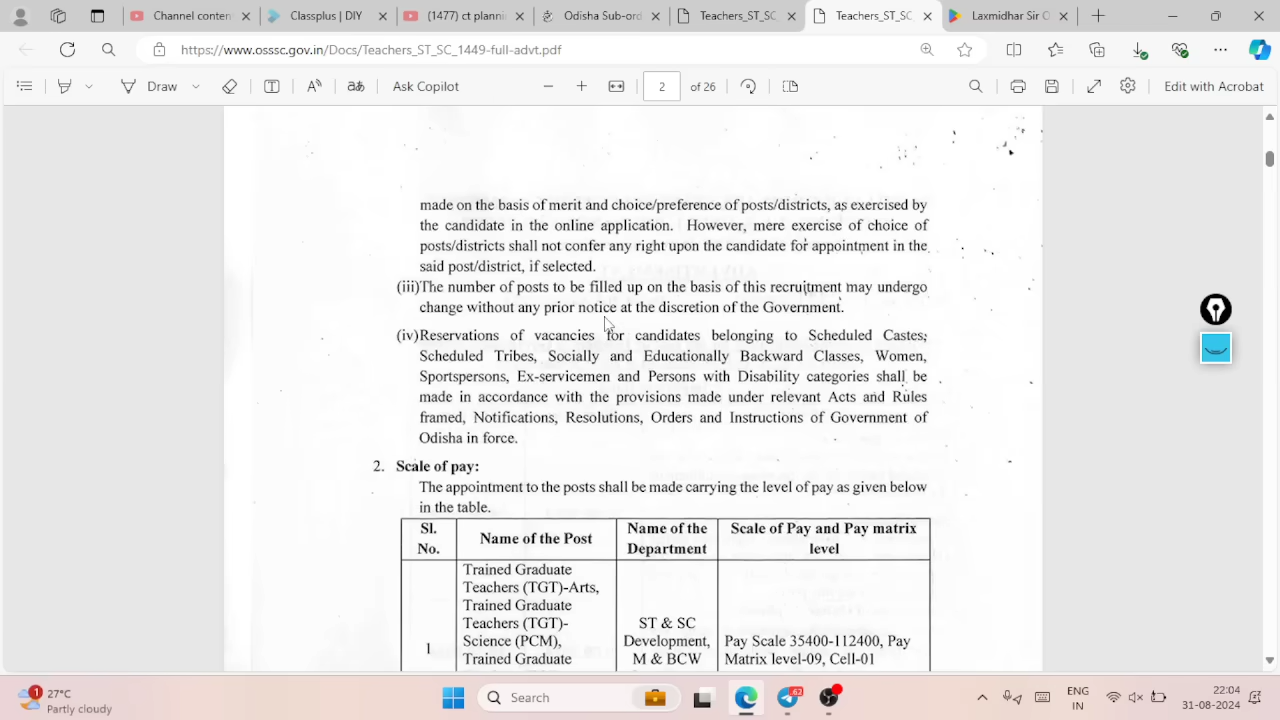 Channel conten
Classplus | DIY
(1477) ct plannin
Odisha Sub-ord
Teachers_ST_SC_
Teachers_ST_SC_
Laxmidhar Sir O
https://www.osssc.gov.in/Docs/Teachers_ST_SC_1449-full-advt.pdf
Draw
Ask Copilot
2 of 26
Edit with Acrobat
made on the basis of merit and choice/preference of posts/districts, as exercised by
the candidate in the online application. However, mere exercise of choice of
posts/districts shall not confer any right upon the candidate for appointment in the
said post/district, if selected.
(iii)The number of posts to be filled up on the basis of this recruitment may undergo
change without any prior notice at the discretion of the Government.
(iv)Reservations of vacancies for candidates belonging to Scheduled Castes,
Scheduled Tribes, Socially and Educationally Backward Classes, Women,
Sportspersons, Ex-servicemen and Persons with Disability categories shall be
made in accordance with the provisions made under relevant Acts and Rules
framed, Notifications, Resolutions, Orders and Instructions of Government of
Odisha in force.
2. Scale of pay:
The appointment to the posts shall be made carrying the level of pay as given below
in the table.
Sl. No.
Name of the Post
Name of the Department
Scale of Pay and Pay matrix level
1
Trained Graduate
Teachers (TGT)-Arts,
Trained Graduate
Teachers (TGT)-
Science (PCM),
Trained Graduate
ST & SC
Development,
M & BCW
Pay Scale 35400-112400, Pay
Matrix level-09, Cell-01
1
27°C
Partly cloudy
Search
62
ENG
IN
22:04
31-08-2024